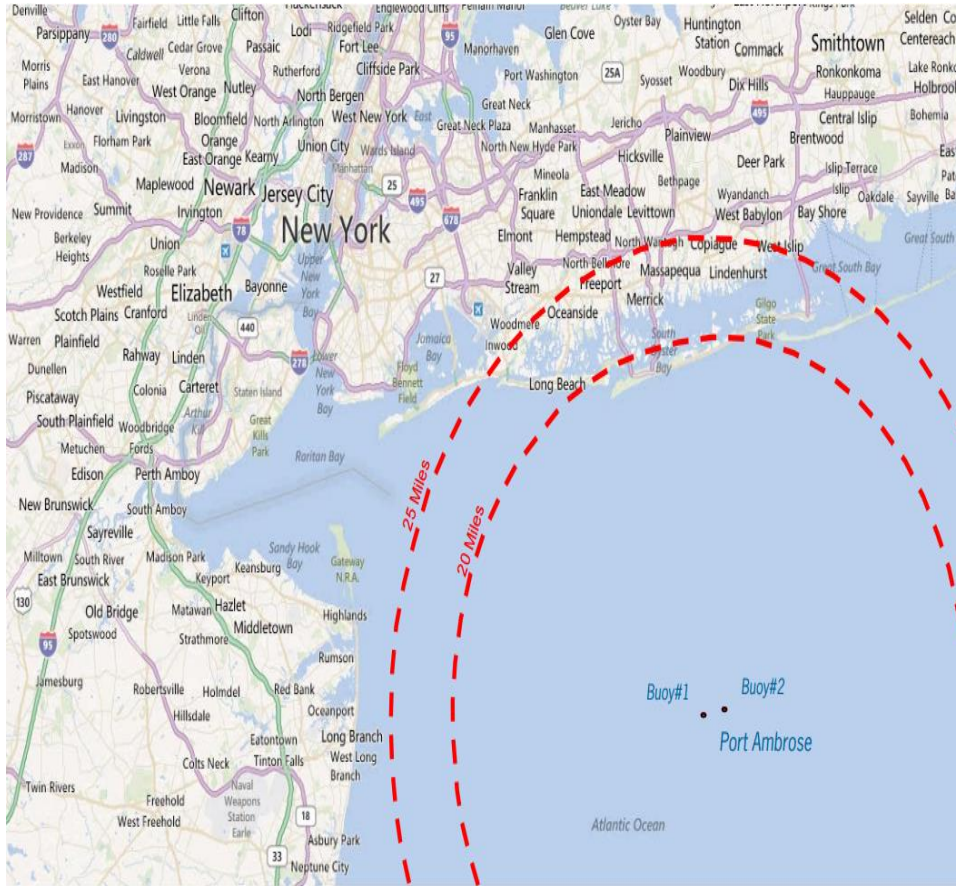 Denville
Parsippany
280
Fairfield
Little Falls
Clifton
Lodi
Ridgefield Park
Fort Lee
95
Glen Cove
Oyster Bay
Huntington
Station
Commack
Smithtown
Centereach
Caldwell
Cedar Grove
Passaic
Cliffside Park
Manorhaven
Morris
Plains
Verona
Rutherford
Port Washington
25A
Syosset
Woodbury
Dix Hills
Ronkonkoma
East Hanover
West Orange
Nutley
North Bergen
Hauppauge
Morristown
Hanover
Livingston
Bloomfield
North Arlington
West New York
East
Great
Neck
Great Neck Plaza
Manhasset
Jericho
495
Central Islip
Bohemia
Florham Park
Orange
Union City
Wards Island
North New Hyde Park
Plainview
Brentwood
287
Madison
East Orange
Kearny
Manhattan
Hicksville
Deer Park
Islip Terrace
Maplewood
Newark
Jersey City
25
Mineola
Bethpage
Wyandanch
Islip
Oakdale
Sayville
New Providence
Summit
Irvington
78
New York
495
678
Franklin
Square
East Meadow
Uniondale
Levittown
West Babylon
Bay Shore
Berkeley
Heights
Union
Elmont
Hempstead
North Wantagh
Copiague
West Islip
Great South
Roselle Park
Upper
New
York
Bay
27
Valley
Stream
North Bellmore
Massapequa
Lindenhurst
Great South Bay
Westfield
Elizabeth
Bayonne
Freeport
Scotch Plains
Cranford
Linden
440
Merrick
Gilgo
State
Park
Warren
Plainfield
Woodmere
Oceanside
Rahway
Linden
278
Lower
New
York
Bay
Jamaica
Bay
Inwood
South
Oyster
Bay
Dunellen
Colonia
Carteret
Staten Island
Floyd
Bennett
Field
Long Beach
Piscataway
Arthur
Kill
Great
Kills
Park
South Plainfield
Woodbridge
Metuchen
Fords
Raritan Bay
Edison
Perth Amboy
25 Miles
20 Miles
New Brunswick
South Amboy
Sayreville
Sandy Hook
Bay
Gateway
N.R.A.
Milltown
South River
Madison Park
Keansburg
East Brunswick
Keyport
130
Old Bridge
Matawan
Hazlet
Highlands
Spotswood
Middletown
95
Strathmore
Rumson
Jamesburg
Robertsville
Holmdel
Red Bank
Oceanport
Buoy#1
Buoy#2
Hillsdale
Eatontown
Long Branch
Port Ambrose
Colts Neck
Tinton Falls
West Long
Branch
Twin Rivers
Freehold
Naval
Weapons
Station
Earle
West Freehold
18
Atlantic Ocean
Asbury Park
33
Neptune City